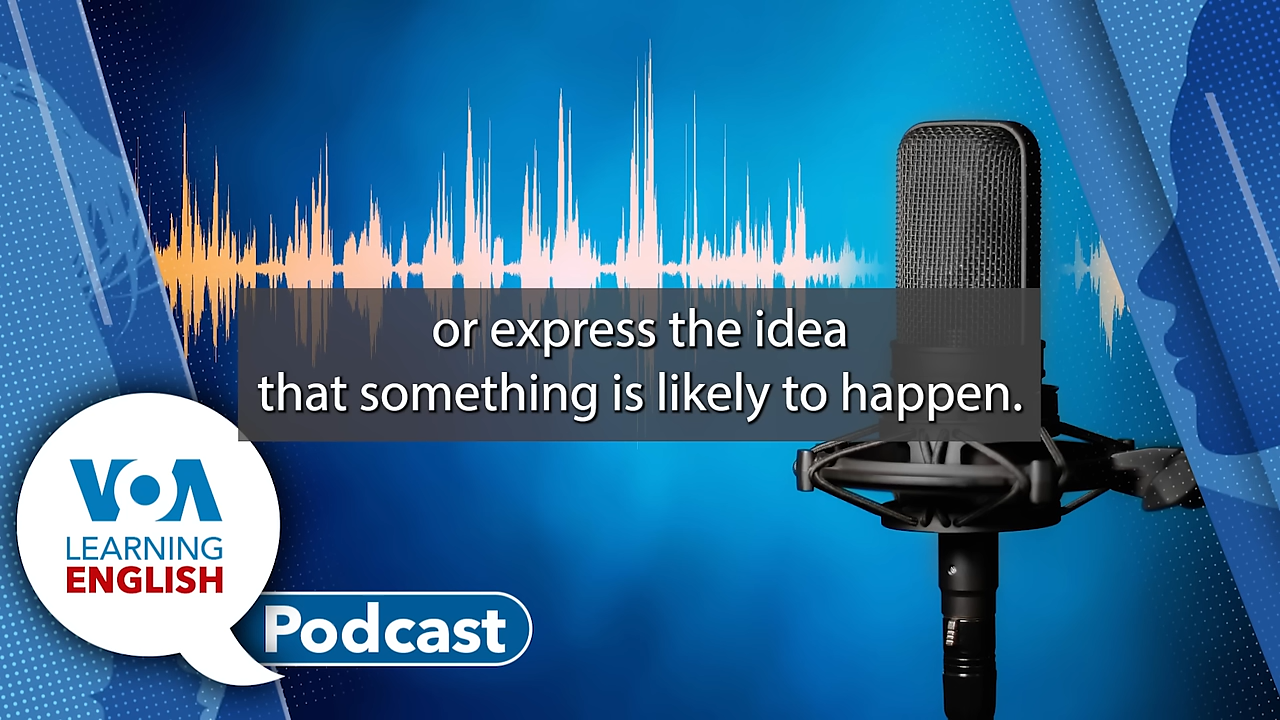 or express the idea
that something is likely to happen.
VOA
LEARNING
ENGLISH
Podcast